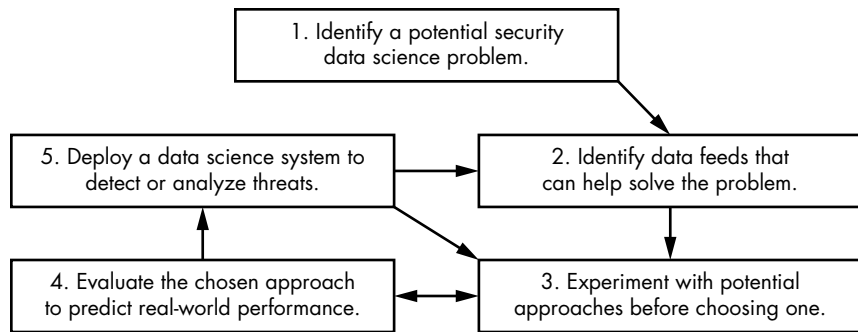 1. Identify a potential security
data science problem.
5. Deploy a data science system to
detect or analyze threats.
2. Identify data feeds that
can help solve the problem.
4. Evaluate the chosen approach
to predict real-world performance.
3. Experiment with potential
approaches before choosing one.